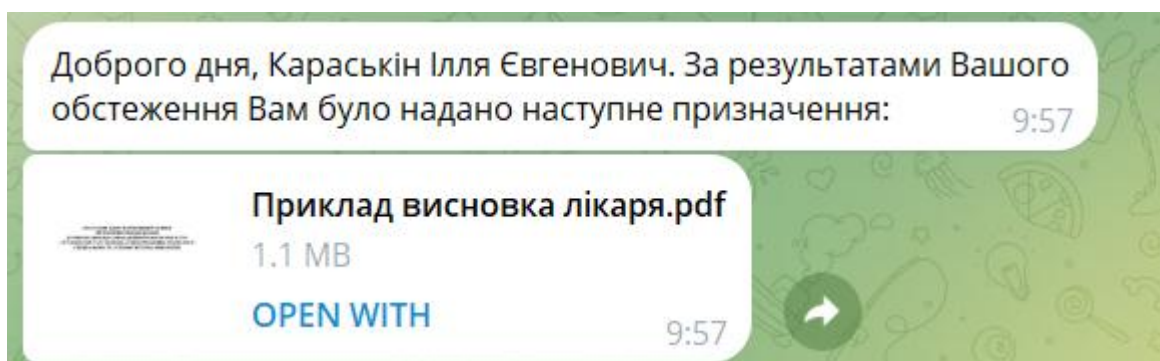 Доброго дня, Караськін Ілля Євгенович. За результатами Вашого
обстеження Вам було надано наступне призначення:
9:57
Приклад висновка лікаря.pdf
1.1 MB
OPEN WITH
9:57